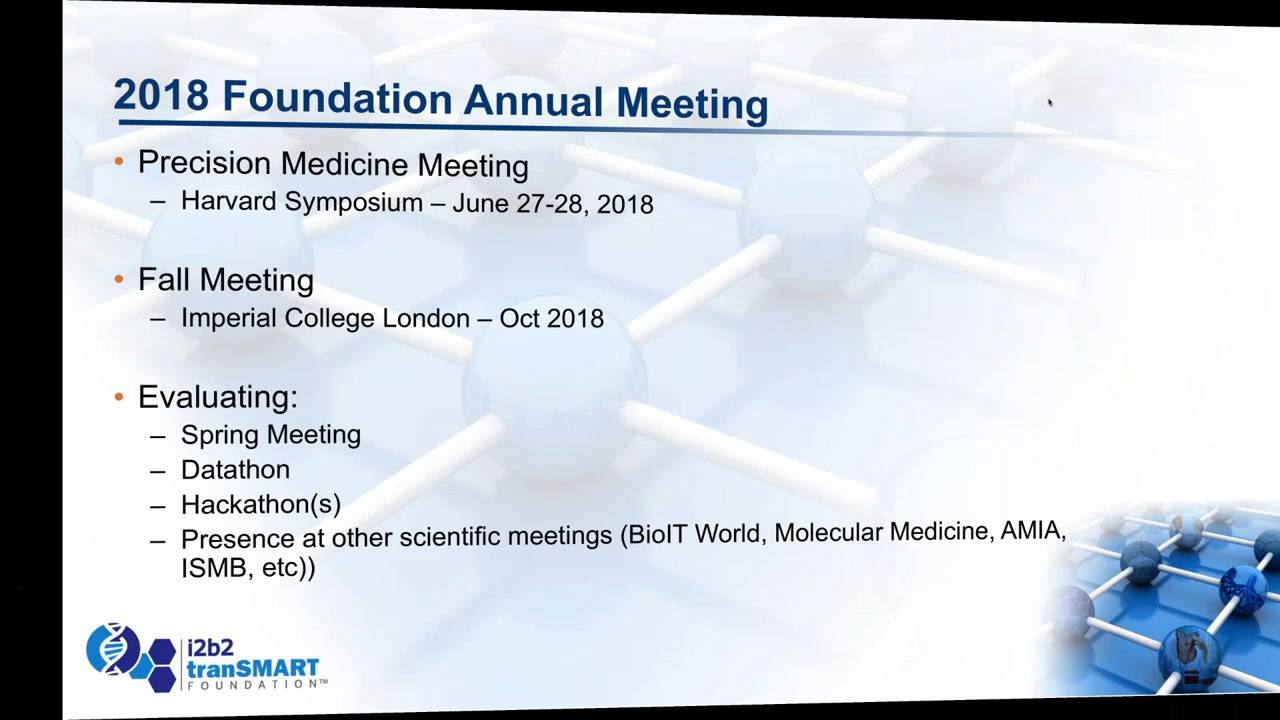 2018 Foundation Annual Meeting
• Precision Medicine Meeting
– Harvard Symposium – June 27-28, 2018
• Fall Meeting
– Imperial College London – Oct 2018
• Evaluating:
– Spring Meeting
– Datathon
– Hackathon(s)
– Presence at other scientific meetings (BioIT World, Molecular Medicine, AMIA,
ISMB, etc))
i2b2
tranSMART
FOUNDATION™